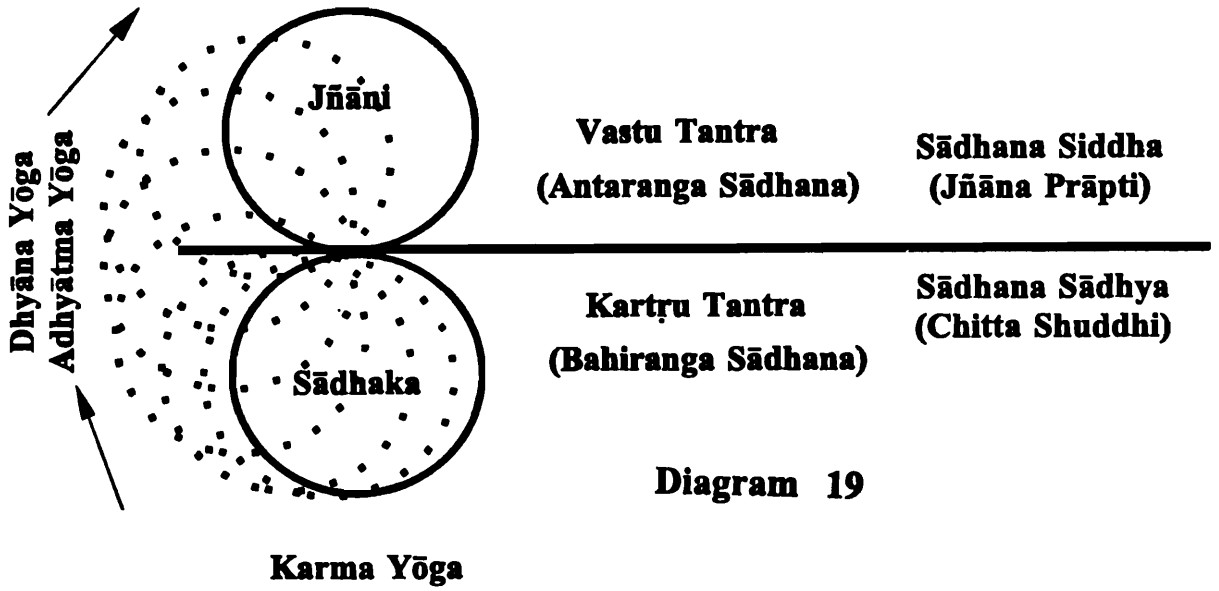 Jñāni
Vastu Tantra
(Antaranga Sādhana)
Sādhana Siddha
(Jñāna Prāpti)
Dhyāna Yōga
Adhyātma Yōga
Sādhaka
Kartṛu Tantra
(Bahiranga Sādhana)
Sādhana Sādhya
(Chitta Shuddhi)
Diagram 19
Karma Yōga